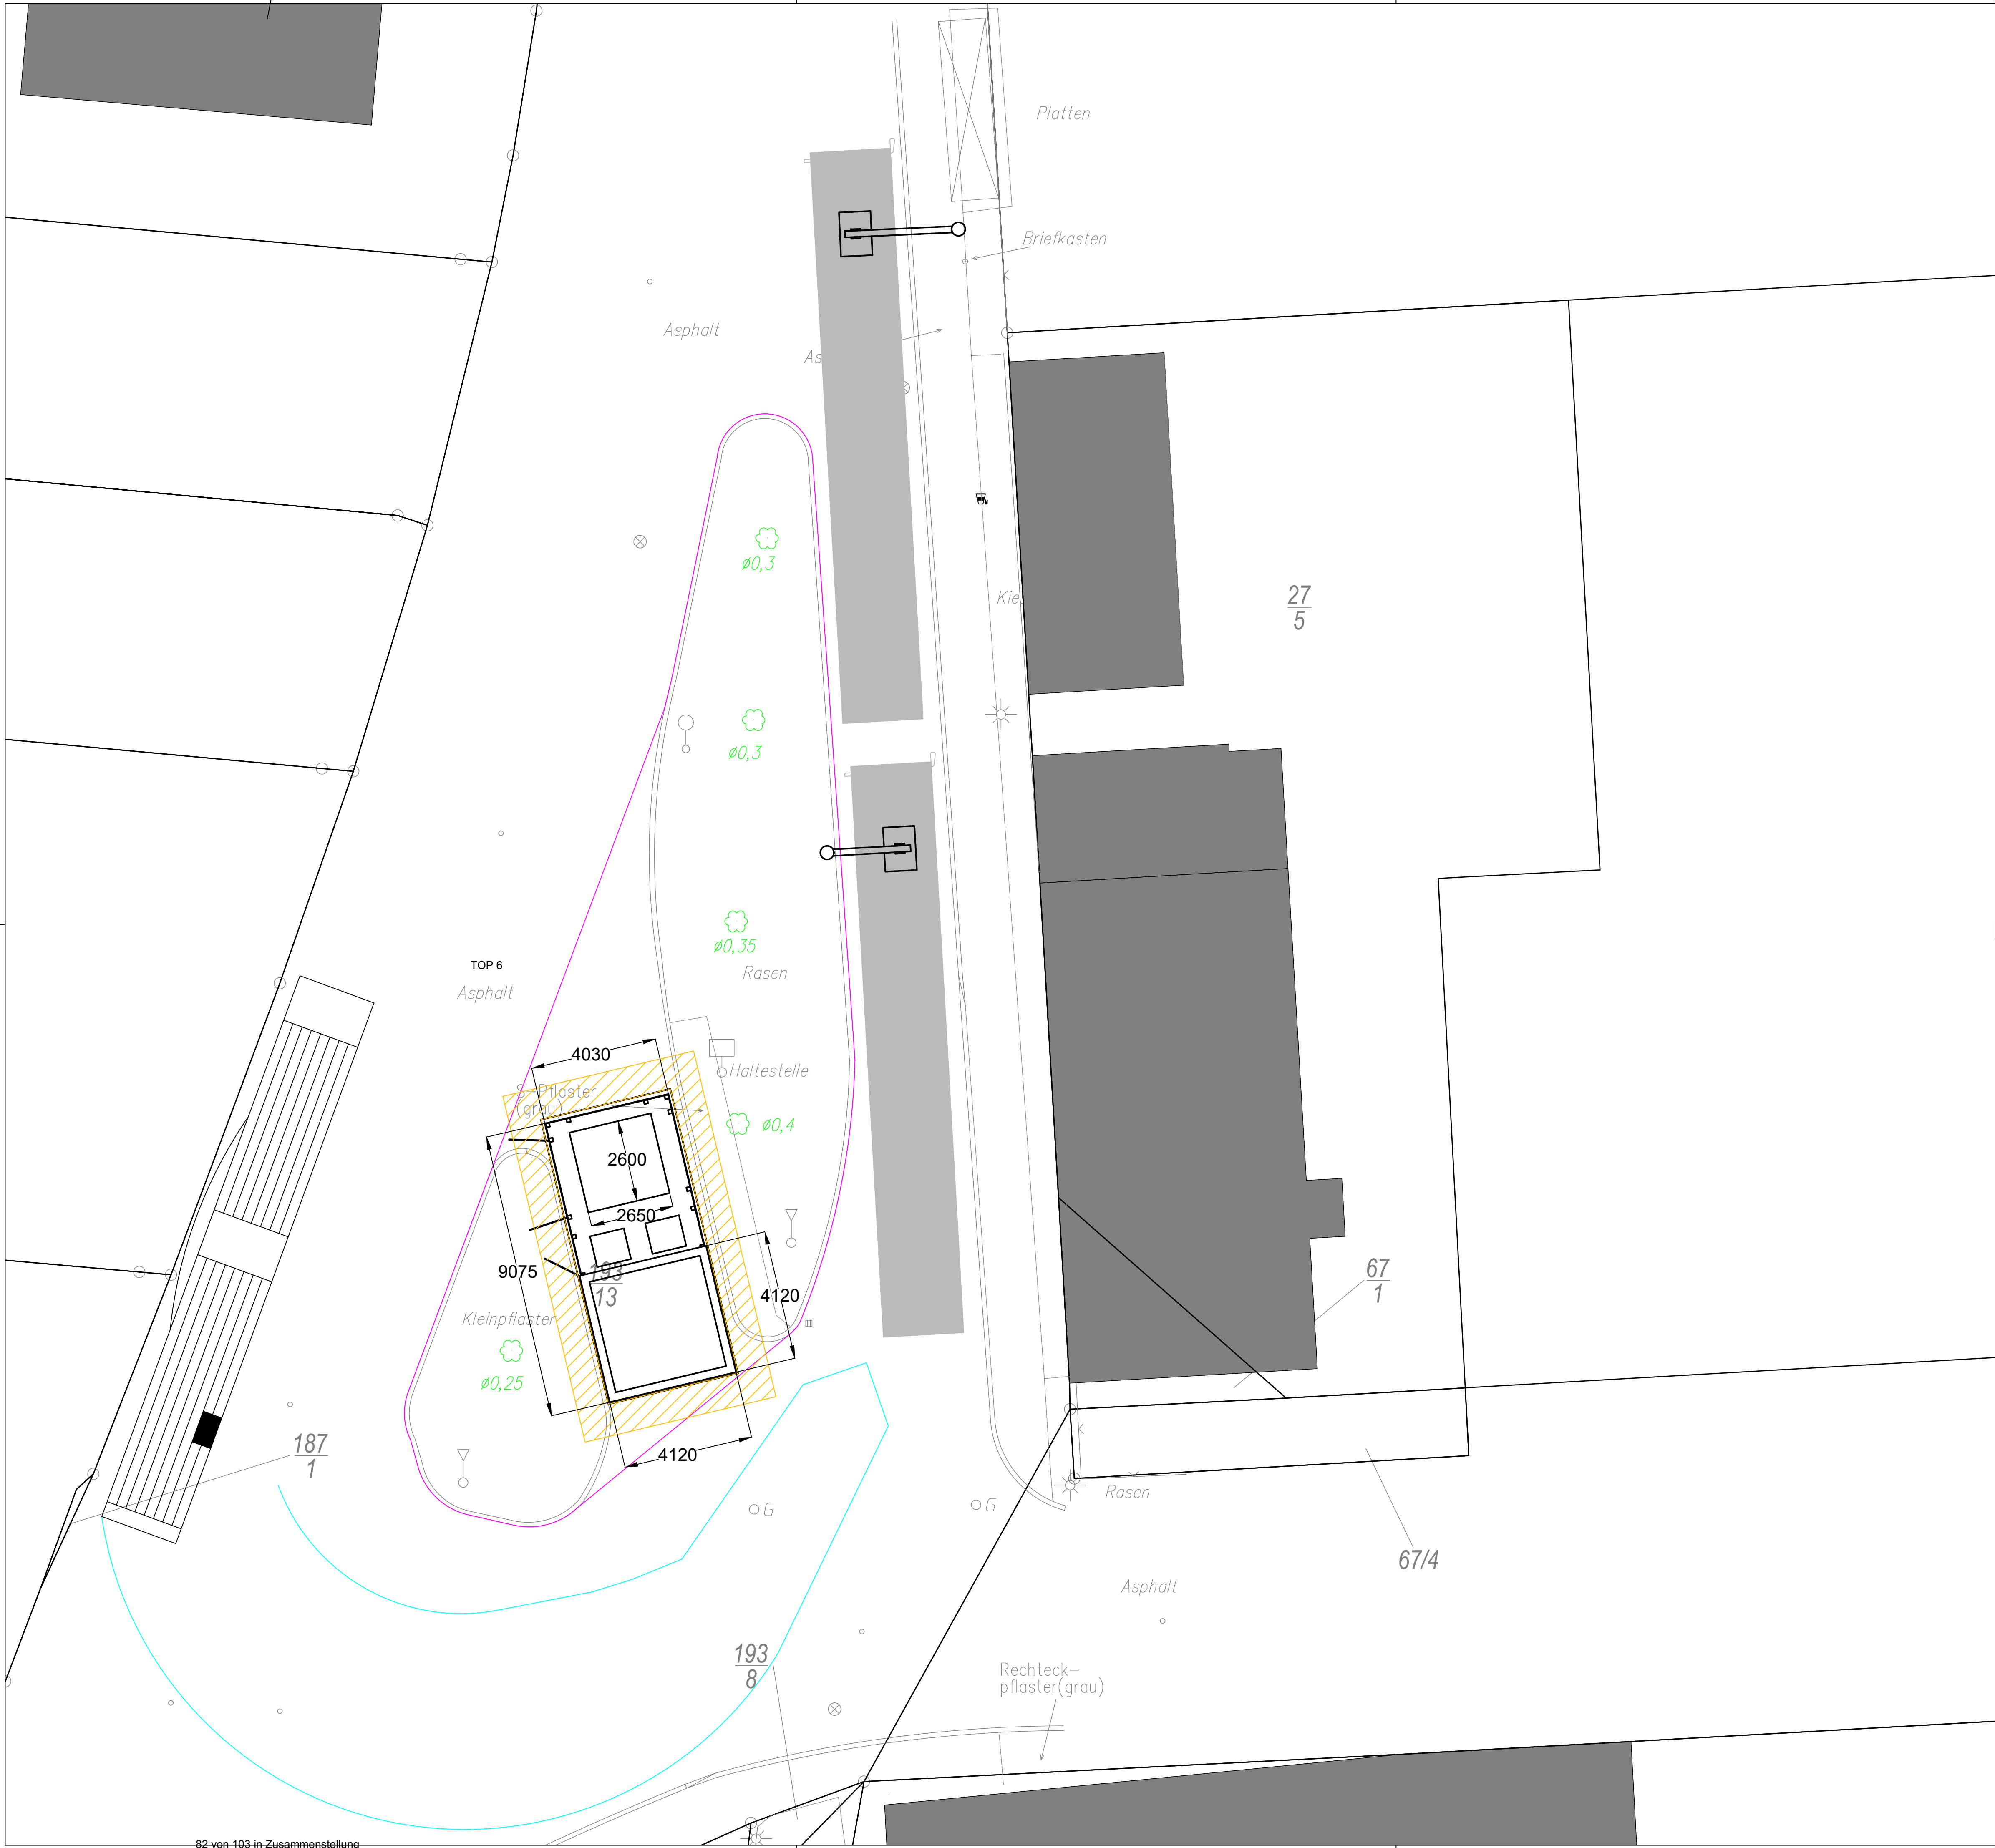 Platten
Briefkasten
Asphalt
As
ø0,3
Kie
27
5
ø0,3
ø0,35
TOP 6
Rasen
Asphalt
4030
Haltestelle
S-Pflaster
(grau)
ø0,4
2600
2650
9075
193
13
67
1
4120
Kleinpflaster
ø0,25
187
1
4120
Rasen
G
G
67/4
Asphalt
193
8
Rechteck-
pflaster(grau)
82 von 103 in Zusammenstellung